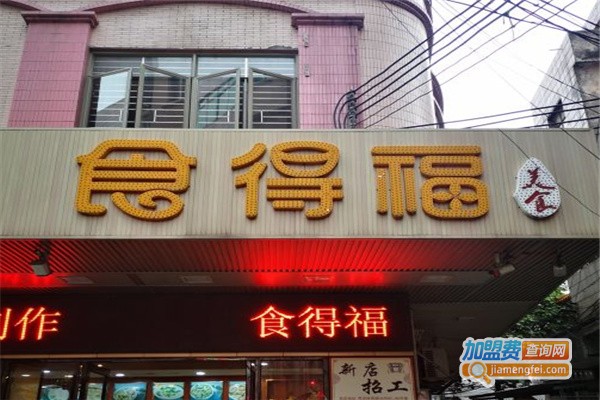 食得福
美食
制作 食得福
新店
招工
加盟费查询网
jiamengfei.com